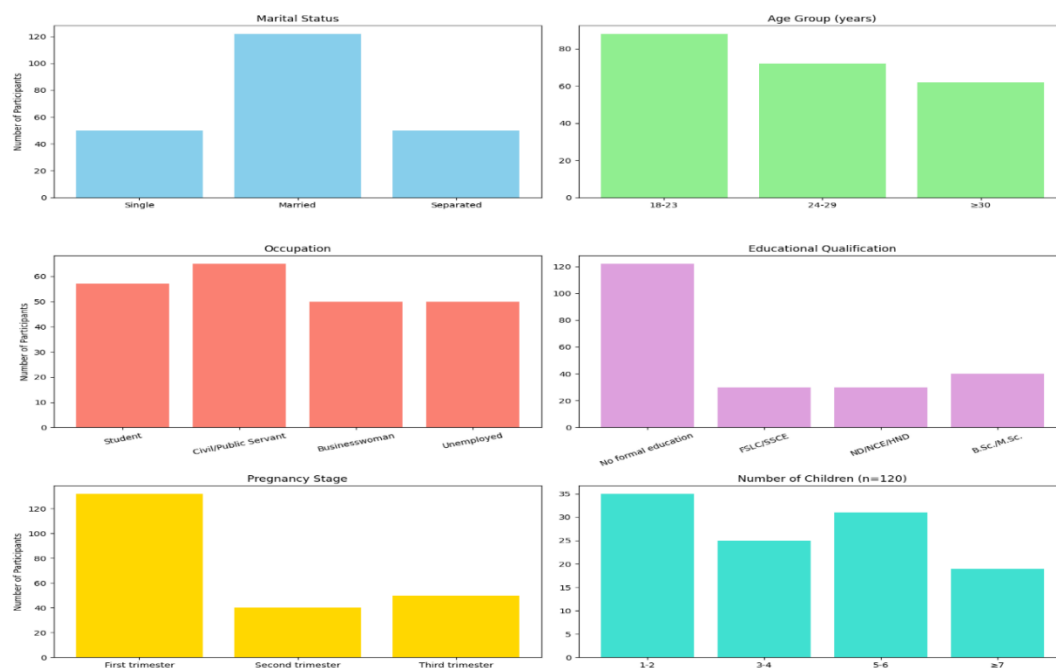 Marital Status
Number of Participants
120
100
80
60
40
20
0
Single Married Separated
Age Group (years)
80
60
40
20
0
18-23 24-29 ≥30
Occupation
Number of Participants
60
50
40
30
20
10
0
Student Civil/Public Servant Businesswoman Unemployed
Educational Qualification
120
100
80
60
40
20
0
No formal education FSLC/SSCE ND/NCE/HND B.Sc./M.Sc.
Pregnancy Stage
Number of Participants
120
100
80
60
40
20
0
First trimester Second trimester Third trimester
Number of Children (n=120)
35
30
25
20
15
10
5
0
1-2 3-4 5-6 ≥7